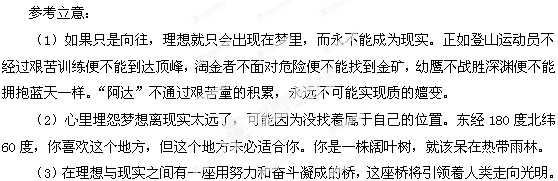 参考立意：
（1）如果只是向往，理想就只会出现在梦里，而永不能成为现实。正如登山运动员不
经过艰苦训练便不能到达顶峰，淘金者不面对危险便不能找到金矿，幼鹰不战胜深渊便不能
拥抱蓝天一样。“阿达”不通过艰苦量的积累，永远不可能实现质的嬗变。
（2）心里埋怨梦想离现实太远了，可能因为没找着属于自己的位置。东经 180 度北纬
60 度，你喜欢这个地方，但这个地方未必适合你。你是一株阔叶树，就该呆在热带雨林。
（3）在理想与现实之间有一座用努力和奋斗凝成的桥，这座桥将引领着人类走向光明。